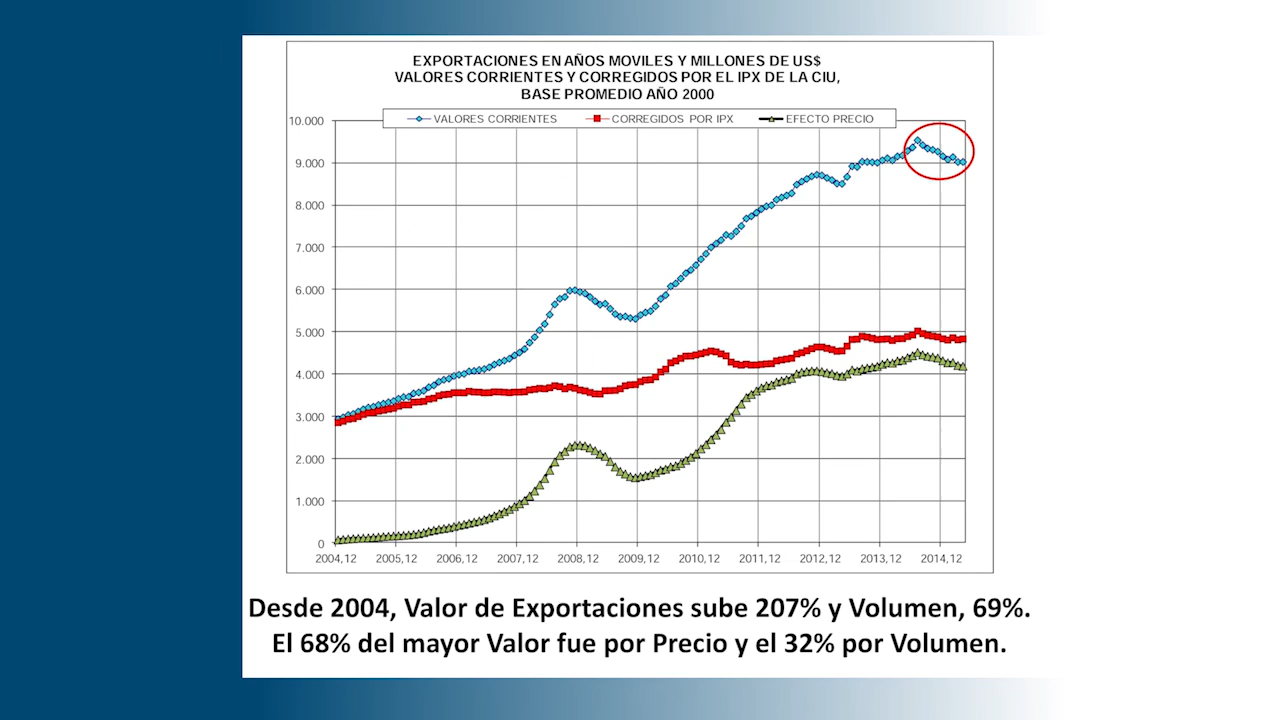 EXPORTACIONES EN AÑOS MOVILES Y MILLONES DE US$
VALORES CORRIENTES Y CORREGIDOS POR EL IPX DE LA CIU,
BASE PROMEDIO AÑO 2000
VALORES CORRIENTES CORREGIDOS POR IPX EFECTO PRECIO
10.000
9.000
8.000
7.000
6.000
5.000
4.000
3.000
2.000
1.000
0
2004,12 2005,12 2006,12 2007,12 2008,12 2009,12 2010,12 2011,12 2012,12 2013,12 2014,12
Desde 2004, Valor de Exportaciones sube 207% y Volumen, 69%.
El 68% del mayor Valor fue por Precio y el 32% por Volumen.